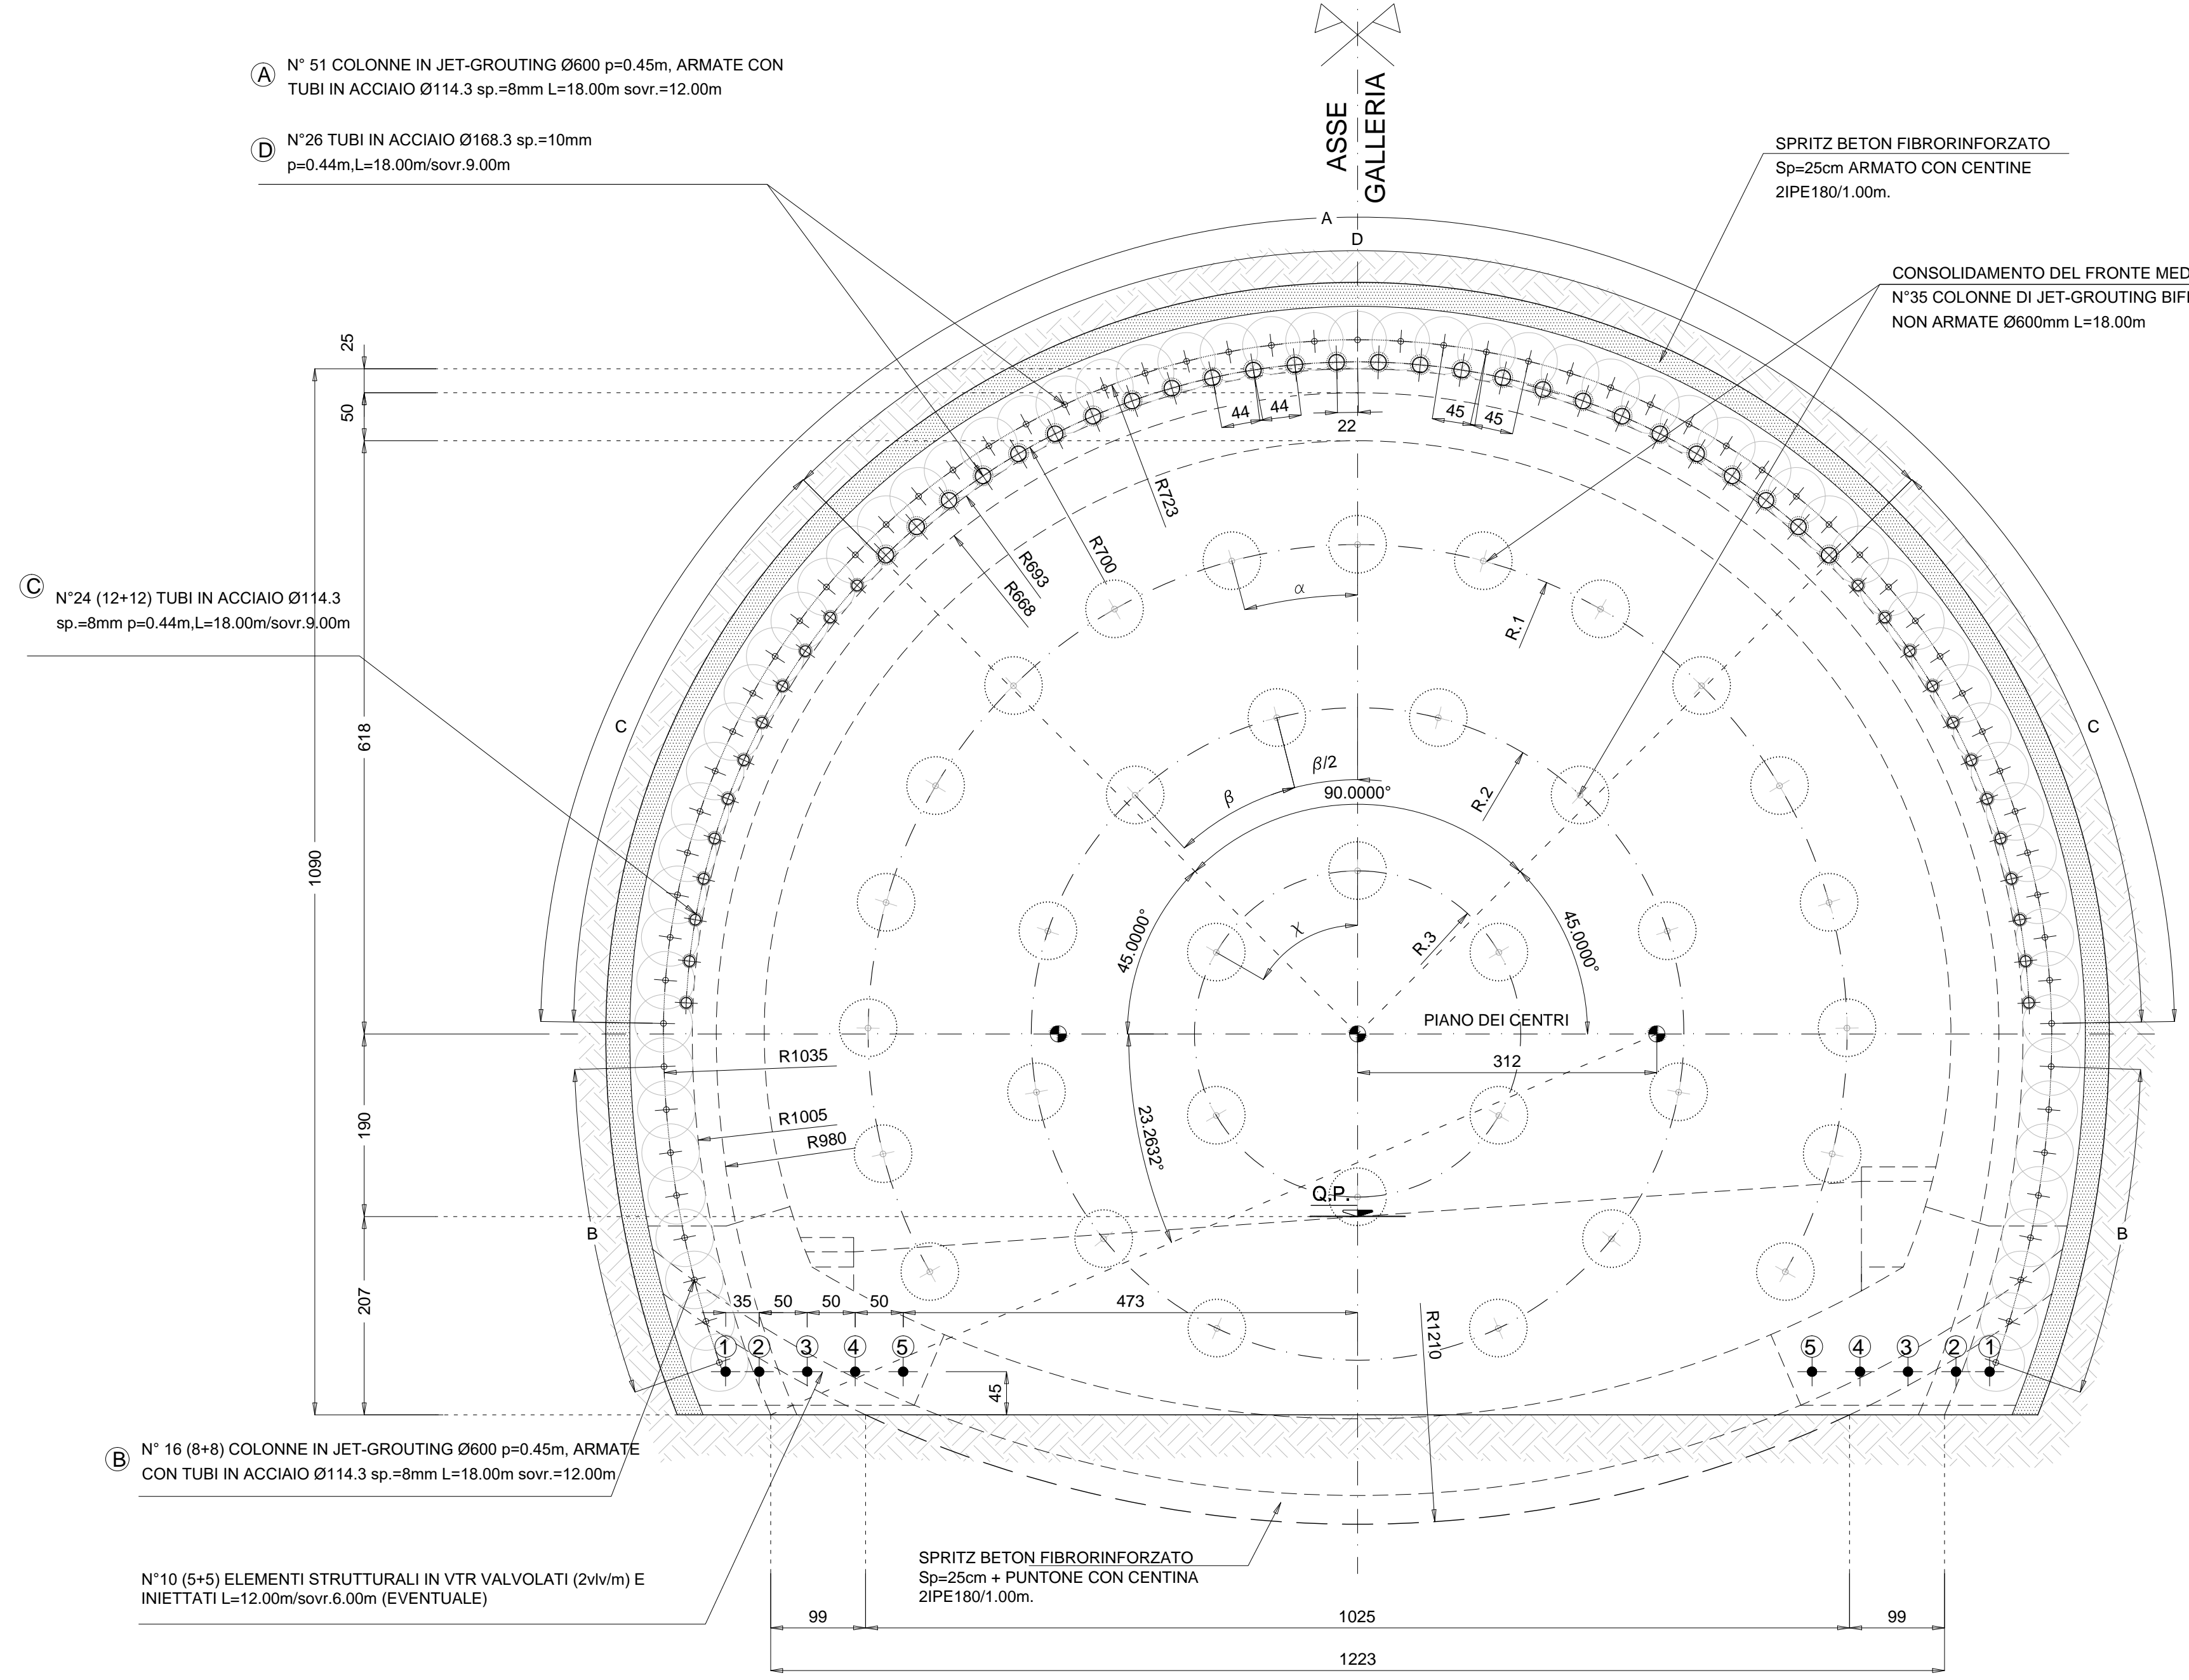 ASSE
GALLERIA
A
N° 51 COLONNE IN JET-GROUTING Ø600 p=0.45m, ARMATE CON
TUBI IN ACCIAIO Ø114.3 sp.=8mm L=18.00m sovr.=12.00m
D
N°26 TUBI IN ACCIAIO Ø168.3 sp.=10mm
p=0.44m,L=18.00m/sovr.9.00m
SPRITZ BETON FIBRORINFORZATO
Sp=25cm ARMATO CON CENTINE
2IPE180/1.00m.
CONSOLIDAMENTO DEL FRONTE MED
N°35 COLONNE DI JET-GROUTING
NON ARMATE Ø600mm L=18.00m
A
D
25
50
44
44
22
45
45
R723
R700
R693
R668
α
R.1
C
N°24 (12+12) TUBI IN ACCIAIO Ø114.3
sp.=8mm p=0.44m,L=18.00m/sovr.9.00m
618
C
C
β/2
β
90.0000°
R.2
1090
45.0000°
45.0000°
χ
R.3
PIANO DEI CENTRI
R1035
312
R1005
R980
190
23.2632°
Q.P.
B
B
207
35
50
50
50
473
R1210
1
2
3
4
5
5
4
3
2
1
45
B
N° 16 (8+8) COLONNE IN JET-GROUTING Ø600 p=0.45m, ARMATE
CON TUBI IN ACCIAIO Ø114.3 sp.=8mm L=18.00m sovr.=12.00m
N°10 (5+5) ELEMENTI STRUTTURALI IN VTR VALVOLATI (2vlv/m) E
INIETTATI L=12.00m/sovr.6.00m (EVENTUALE)
SPRITZ BETON FIBRORINFORZATO
Sp=25cm + PUNTONE CON CENTINA
2IPE180/1.00m.
99
1025
99
1223